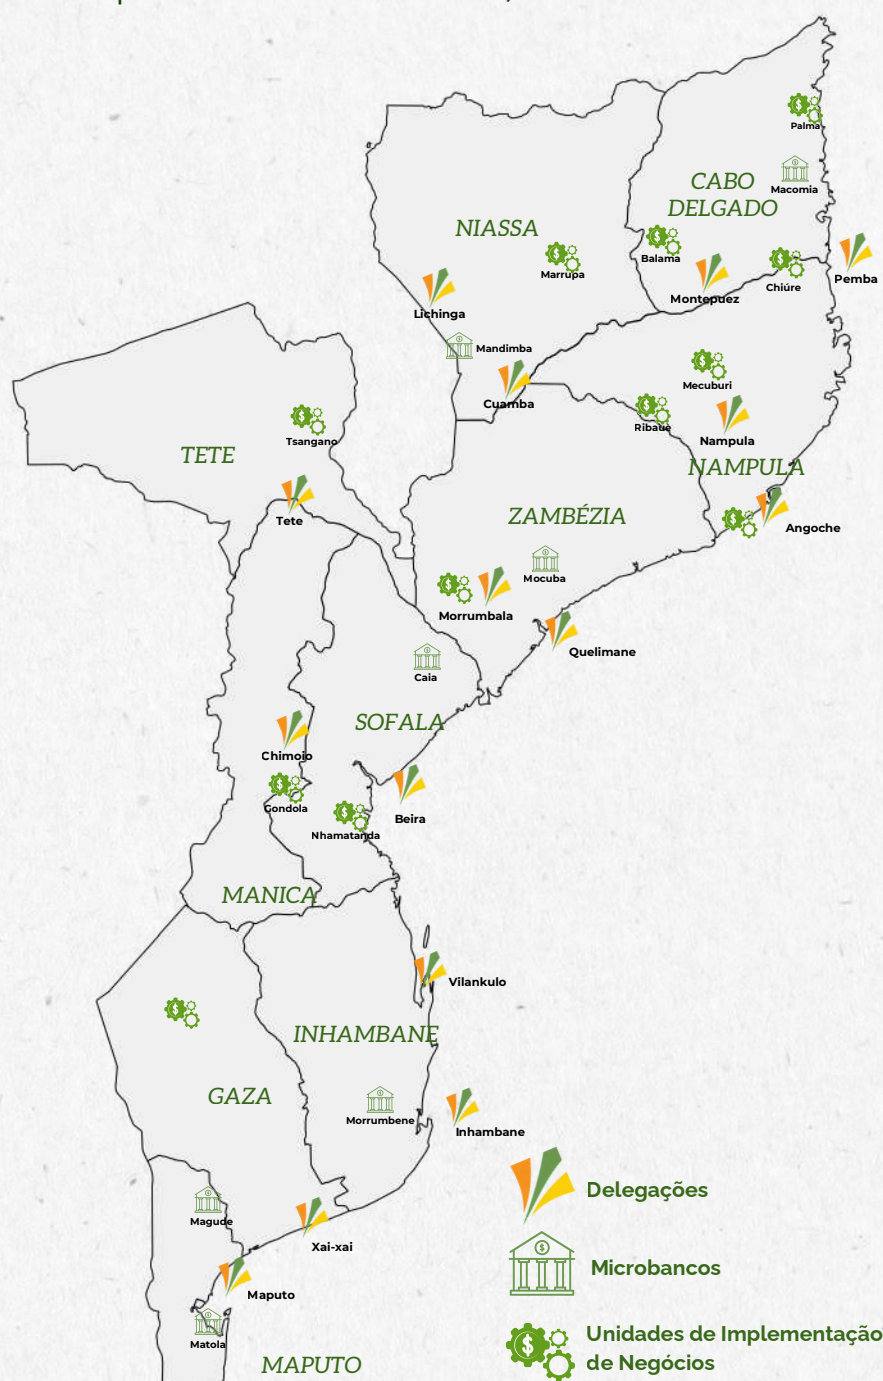 Palma
CABO
DELGADO
Macomia
NIASSA
Balama
Marrupa
Chiúre
Pemba
Montepuez
Lichinga
Mandimba
Mecuburi
Cuamba
Ribaué
Nampula
Tsangano
TETE
NAMPULA
ZAMBÉZIA
Tete
Angoche
Mocuba
Morrumbala
Quelimane
Caia
SOFALA
Chimoio
Gondola
Beira
Nhamatanda
MANICA
Vilankulo
INHAMBANE
GAZA
Morrumbene
Inhambane
Delegações
Magude
Xai-xai
Microbancos
Maputo
Matola
Unidades de Implementação
de Negócios
MAPUTO